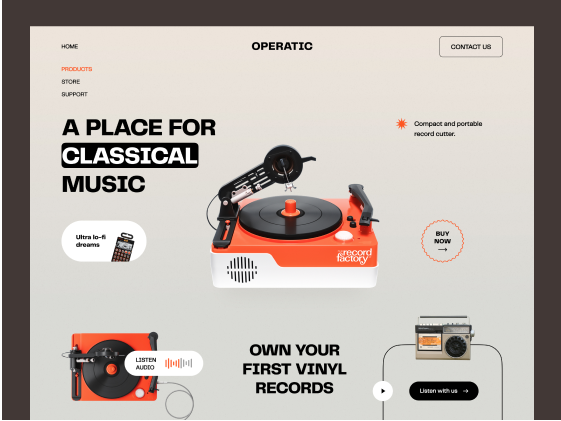 HOME
OPERATIC
CONTACT US
PRODUCTS
STORE
SUPPORT
A PLACE FOR
CLASSICAL
MUSIC
Compact and portable
record cutter.
Ultra lo-fi
dreams
record
factory
BUY
NOW
LISTEN
AUDIO
OWN YOUR
FIRST VINYL
RECORDS
Listen with us